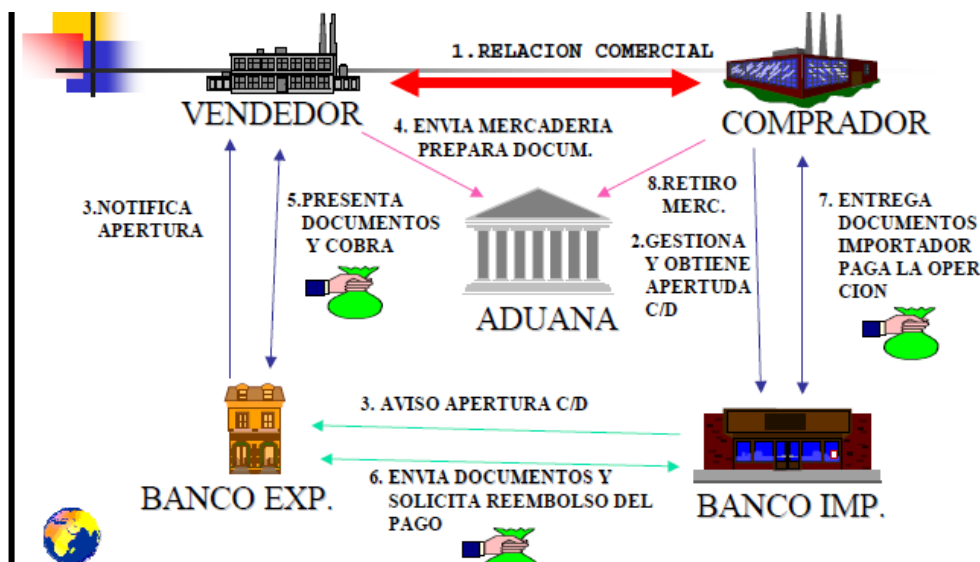 1.RELACION COMERCIAL
VENDEDOR
COMPRADOR
4. ENVIA MERCADERIA
PREPARA DOCUM.
3.NOTIFICA
APERTURA
5.PRESENTA
DOCUMENTOS
Y COBRA
8.RETIRO
MERC.
2.GESTIONA
Y OBTIENE
APERTUDA
C/D
7. ENTREGA
DOCUMENTOS
IMPORTADOR
PAGA LA OPER
CION
ADUANA
3. AVISO APERTURA C/D
BANCO EXP.
6. ENVIA DOCUMENTOS Y
SOLICITA REEMBOLSO DEL
PAGO
BANCO IMP.